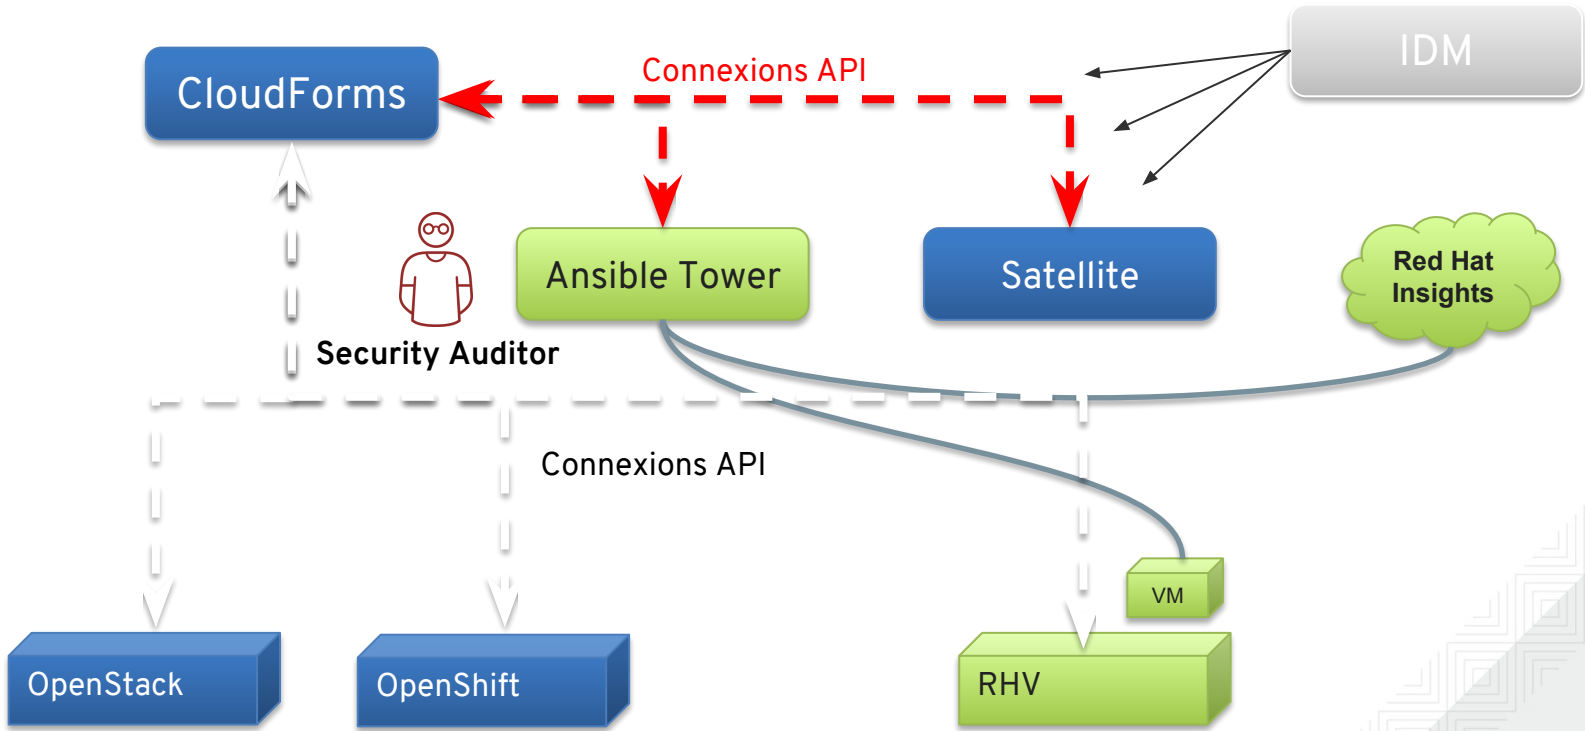 IDM
Connexions API
CloudForms
Ansible Tower
Satellite
Red Hat
Insights
Security Auditor
Connexions API
VM
OpenStack
OpenShift
RHV